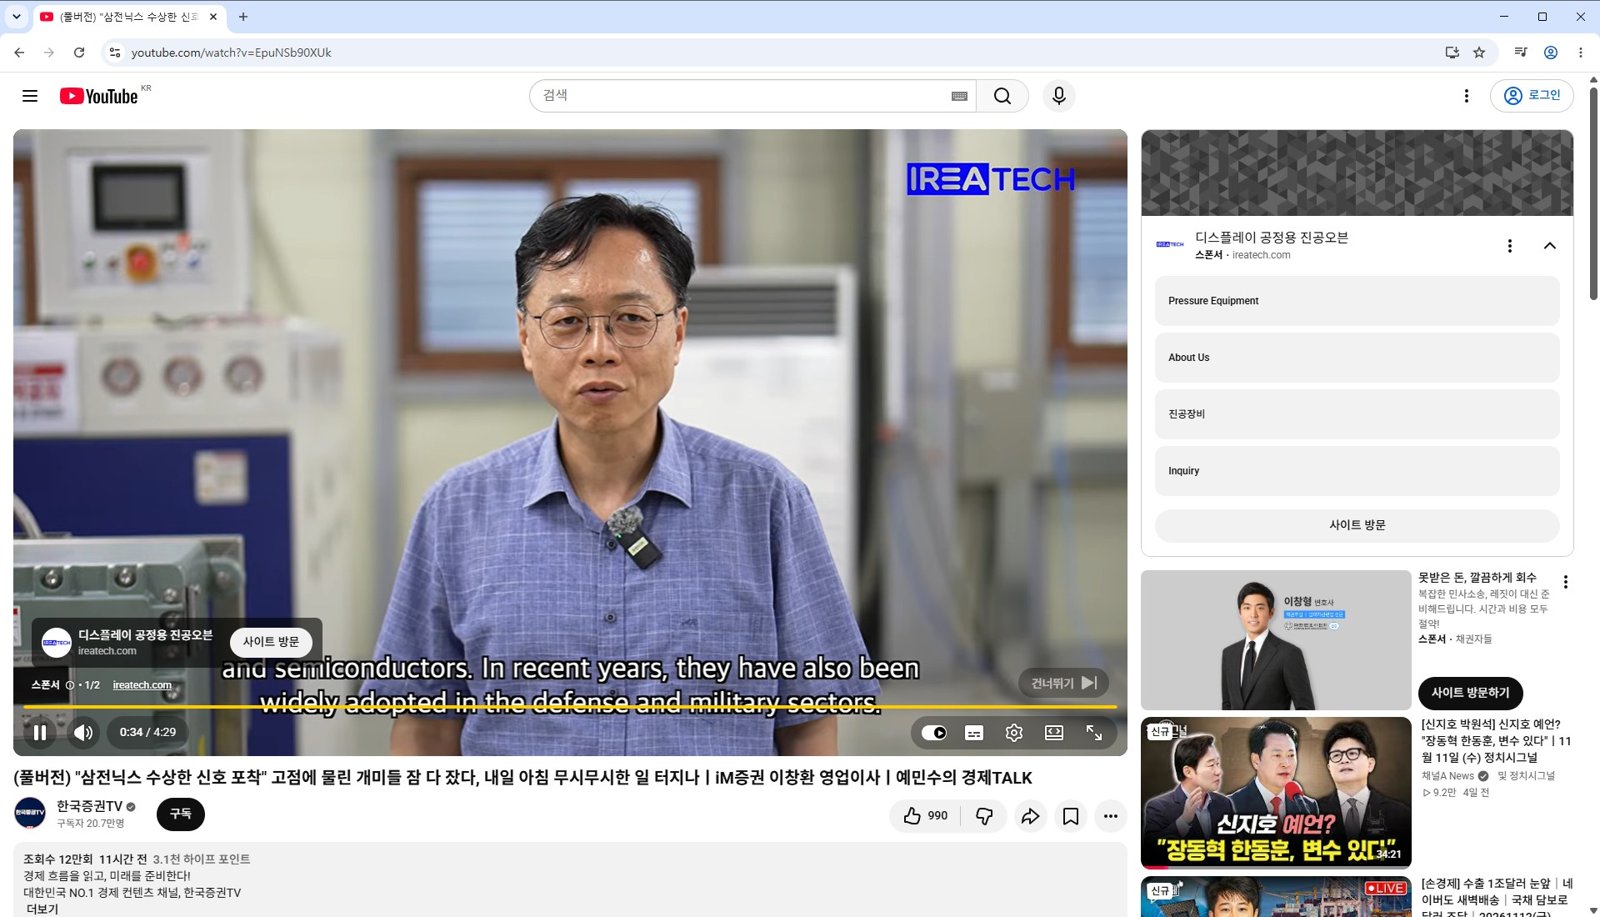 (풀버전) "삼전닉스 수상한 신호
youtube.com/watch?v=EpuNSb90XUk
YouTube KR
검색
로그인
IREATECH
디스플레이 공정용 진공오븐
ireatech.com
사이트 방문
and semiconductors. In recent years, they have also been
widely adopted in the defense and military sectors.
스폰서 · 1/2 ireatech.com
건너뛰기
0:34 / 4:29
(풀버전) "삼전닉스 수상한 신호 포착" 고점에 물린 개미들 잠 다 잤다, 내일 아침 무시무시한 일 터지나ㅣiM증권 이창환 영업이사ㅣ예민수의 경제TALK
한국증권TV
한국증권TV
구독자 20.7만명
구독
990
조회수 12만회 11시간 전 3.1천 하이프 포인트
경제 흐름을 읽고, 미래를 준비한다!
대한민국 NO.1 경제 컨텐츠 채널, 한국증권TV
더보기
IREATECH
디스플레이 공정용 진공오븐
스폰서 · ireatech.com
Pressure Equipment
About Us
진공장비
Inquiry
사이트 방문
이창형 변호사
못받은 돈, 깔끔하게 회수
복잡한 민사소송, 레짓이 대신 준
비해드립니다. 시간과 비용 모두
절약!
스폰서 · 채권자들
사이트 방문하기
신규
신지호 예언?
"장동혁 한동훈, 변수 있다"
34:21
[신지호 박원석] 신지호 예언?
"장동혁 한동훈, 변수 있다"ㅣ11
월 11일 (수) 정치시그널
채널A News 및 정치시그널
9.2만 4일 전
신규
LIVE
[손경제] 수출 1조달러 눈앞ㅣ네
이버도 새벽배송ㅣ국채 담보로